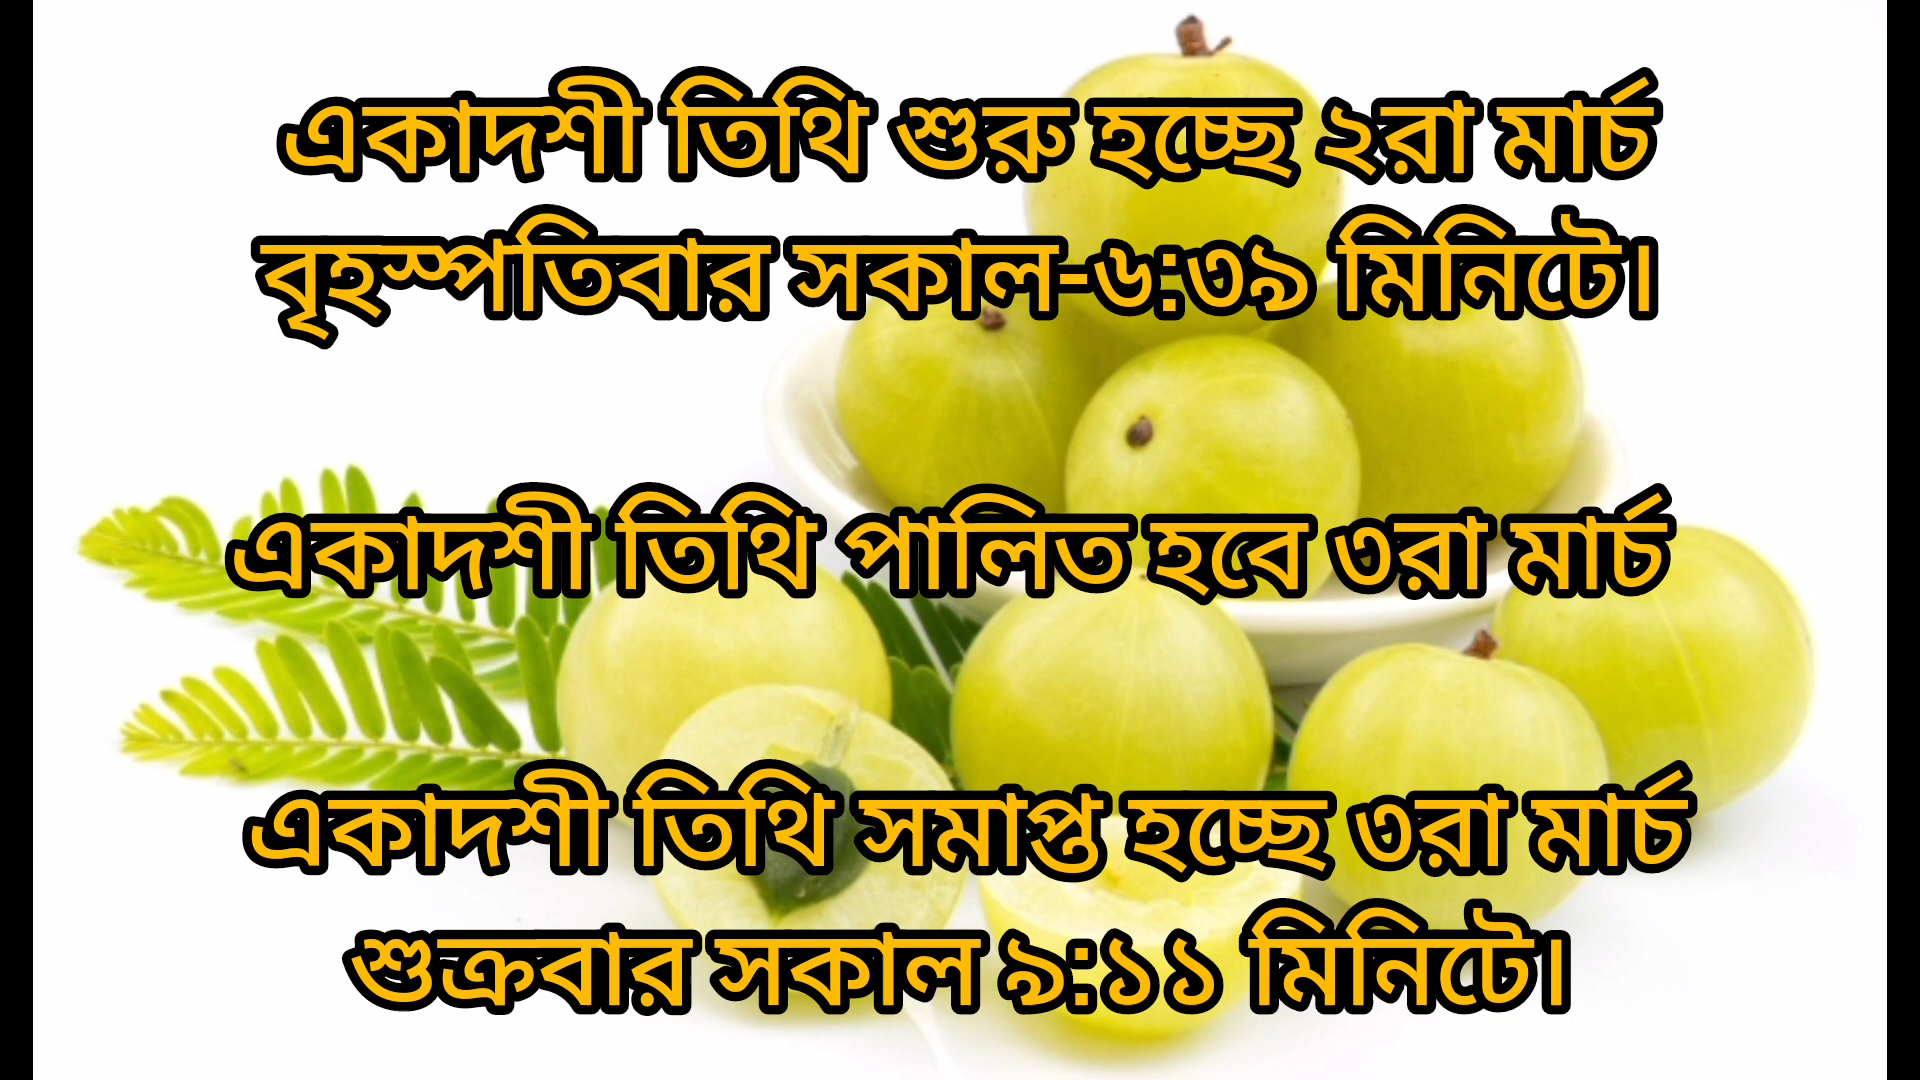 একাদশী তিথি শুরু হচ্ছে ২রা মার্চ
বৃহস্পতিবার সকাল-৬:৩৯ মিনিটে।
একাদশী তিথি পালিত হবে ৩রা মার্চ
একাদশী তিথি সমাপ্ত হচ্ছে ৩রা মার্চ
শুক্রবার সকাল ৯:১১ মিনিটে।